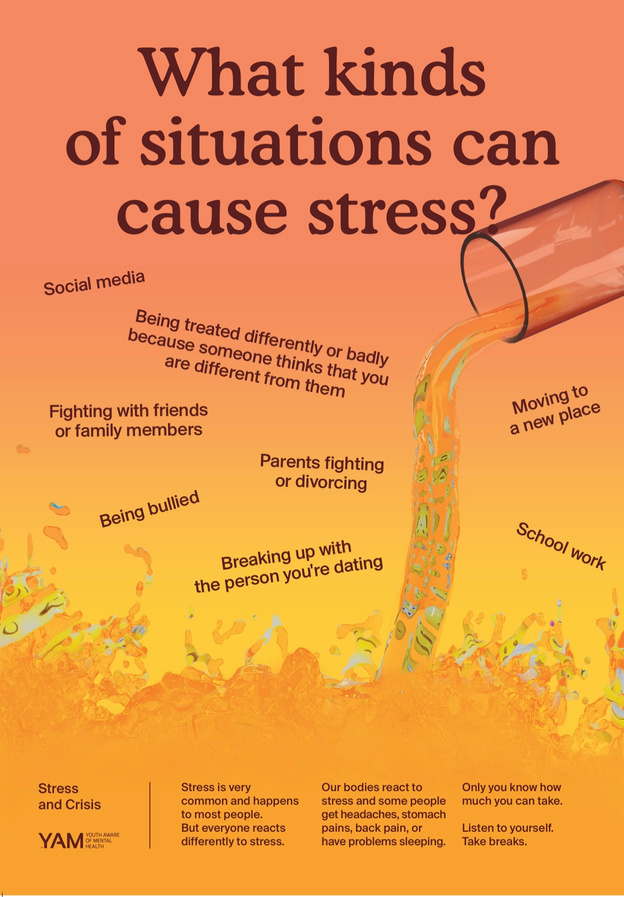 What kinds
of situations can
cause stress?
Social media
Being treated differently or badly
because someone thinks that you
are different from them
Fighting with friends
or family members
Moving to
a new place
Parents fighting
or divorcing
Being bullied
School work
Breaking up with
the person you're dating
Stress
and Crisis
YAM
YOUTH AWARE
OF MENTAL
HEALTH
Stress is very
common and happens
to most people.
But everyone reacts
differently to stress.
Our bodies react to
stress and some people
get headaches, stomach
pains, back pain, or
have problems sleeping.
Only you know how
much you can take.
Listen to yourself.
Take breaks.